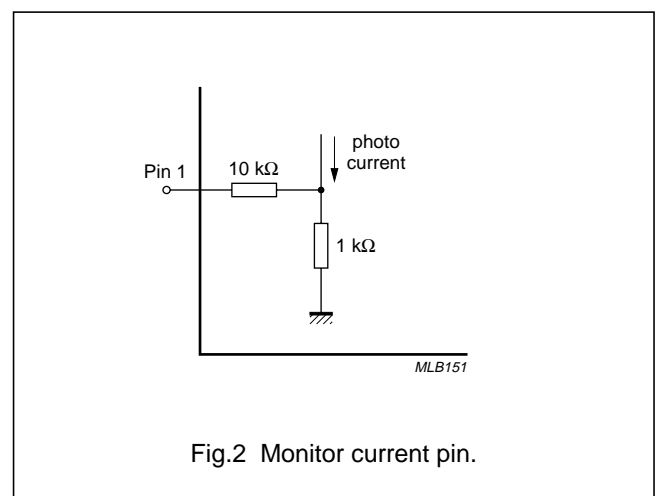 photo
current
Pin 1
10 kΩ
1 kΩ
MLB151
Fig.2 Monitor current pin.